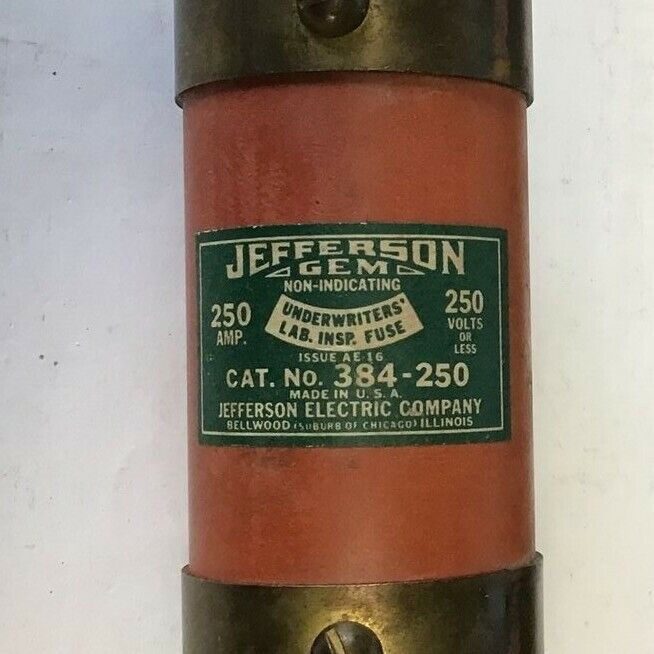 JEFFERSON
GEM
NON-INDICATING
250
AMP.
UNDERWRITERS'
LAB. INSP. FUSE
250
VOLTS
OR
LESS
ISSUE AE 16
CAT. NO. 384-250
MADE IN U.S.A.
JEFFERSON ELECTRIC COMPANY
BELLWOOD (SUBURB OF CHICAGO) ILLINOIS